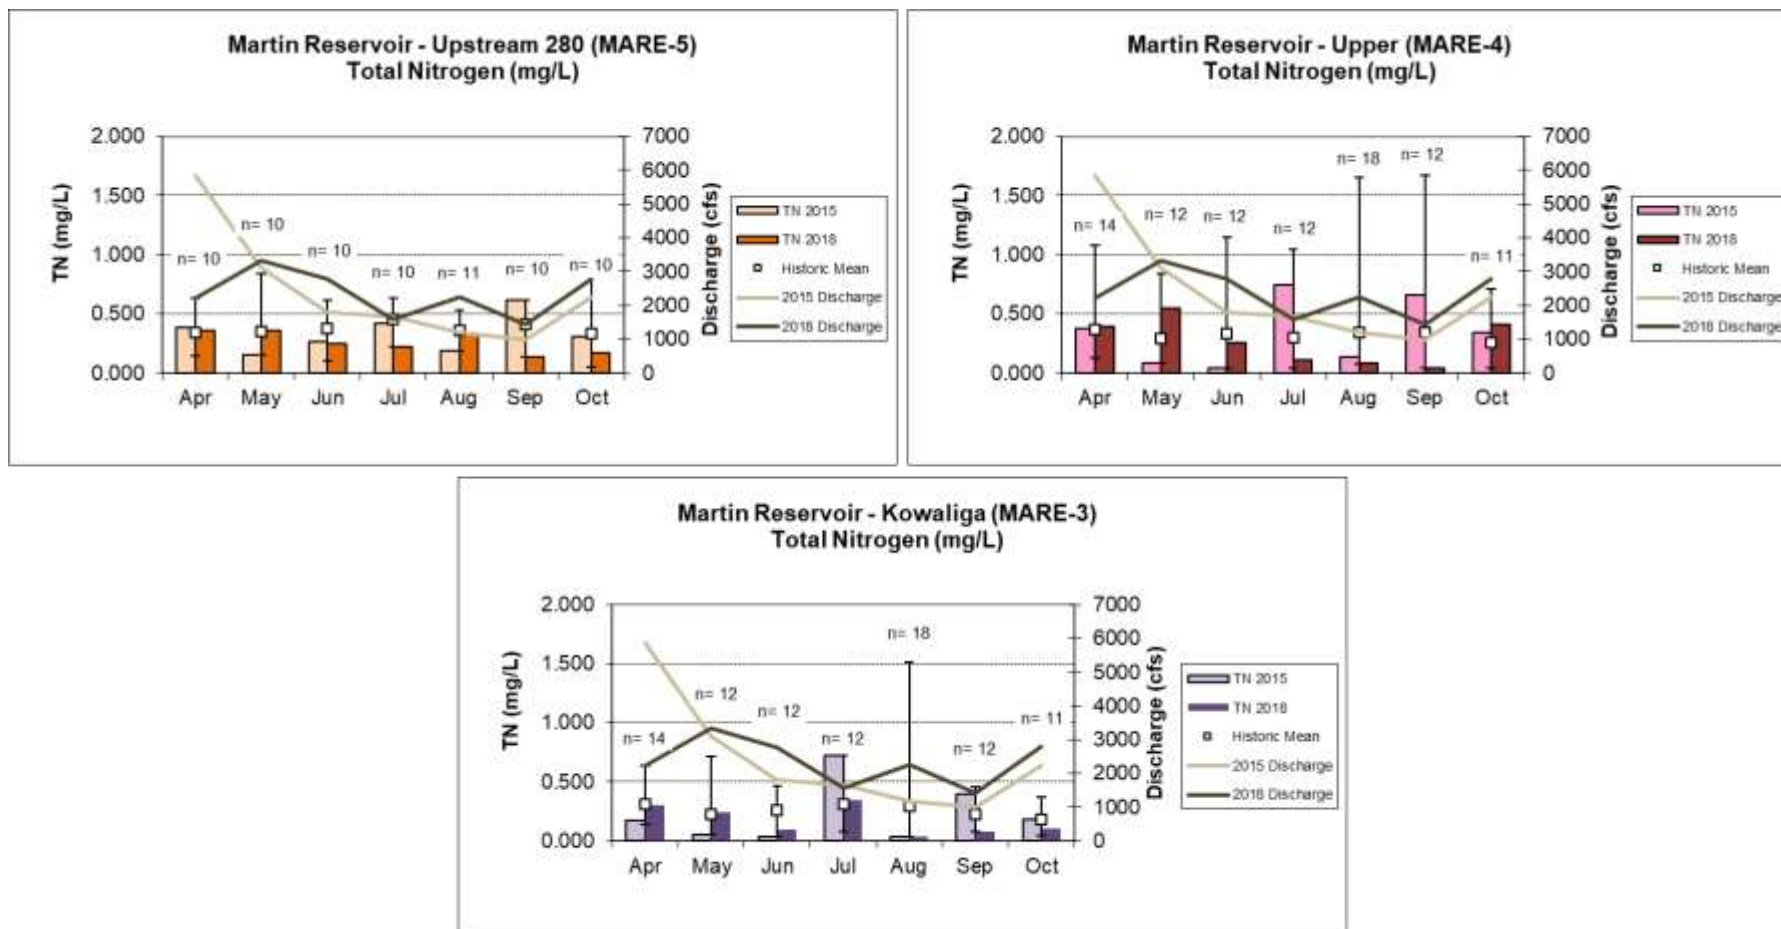 Martin Reservoir - Upstream 280 (MARE-5)
Total Nitrogen (mg/L)
2.000
1.500
1.000
0.500
0.000
TN (mg/L)
7000
6000
5000
4000
3000
2000
1000
0
Discharge (cfs)
n= 10
n= 10
n= 10
n= 10
n= 11
n= 10
n= 10
Apr May Jun Jul Aug Sep Oct
TN 2015
TN 2018
Historic Mean
2015 Discharge
2018 Discharge
Martin Reservoir - Upper (MARE-4)
Total Nitrogen (mg/L)
2.000
1.500
1.000
0.500
0.000
TN (mg/L)
7000
6000
5000
4000
3000
2000
1000
0
Discharge (cfs)
n= 14
n= 12
n= 12
n= 12
n= 18
n= 12
n= 11
Apr May Jun Jul Aug Sep Oct
TN 2015
TN 2018
Historic Mean
2015 Discharge
2018 Discharge
Martin Reservoir - Kowaliga (MARE-3)
Total Nitrogen (mg/L)
2.000
1.500
1.000
0.500
0.000
TN (mg/L)
7000
6000
5000
4000
3000
2000
1000
0
Discharge (cfs)
n= 14
n= 12
n= 12
n= 12
n= 18
n= 12
n= 11
Apr May Jun Jul Aug Sep Oct
TN 2015
TN 2018
Historic Mean
2015 Discharge
2018 Discharge